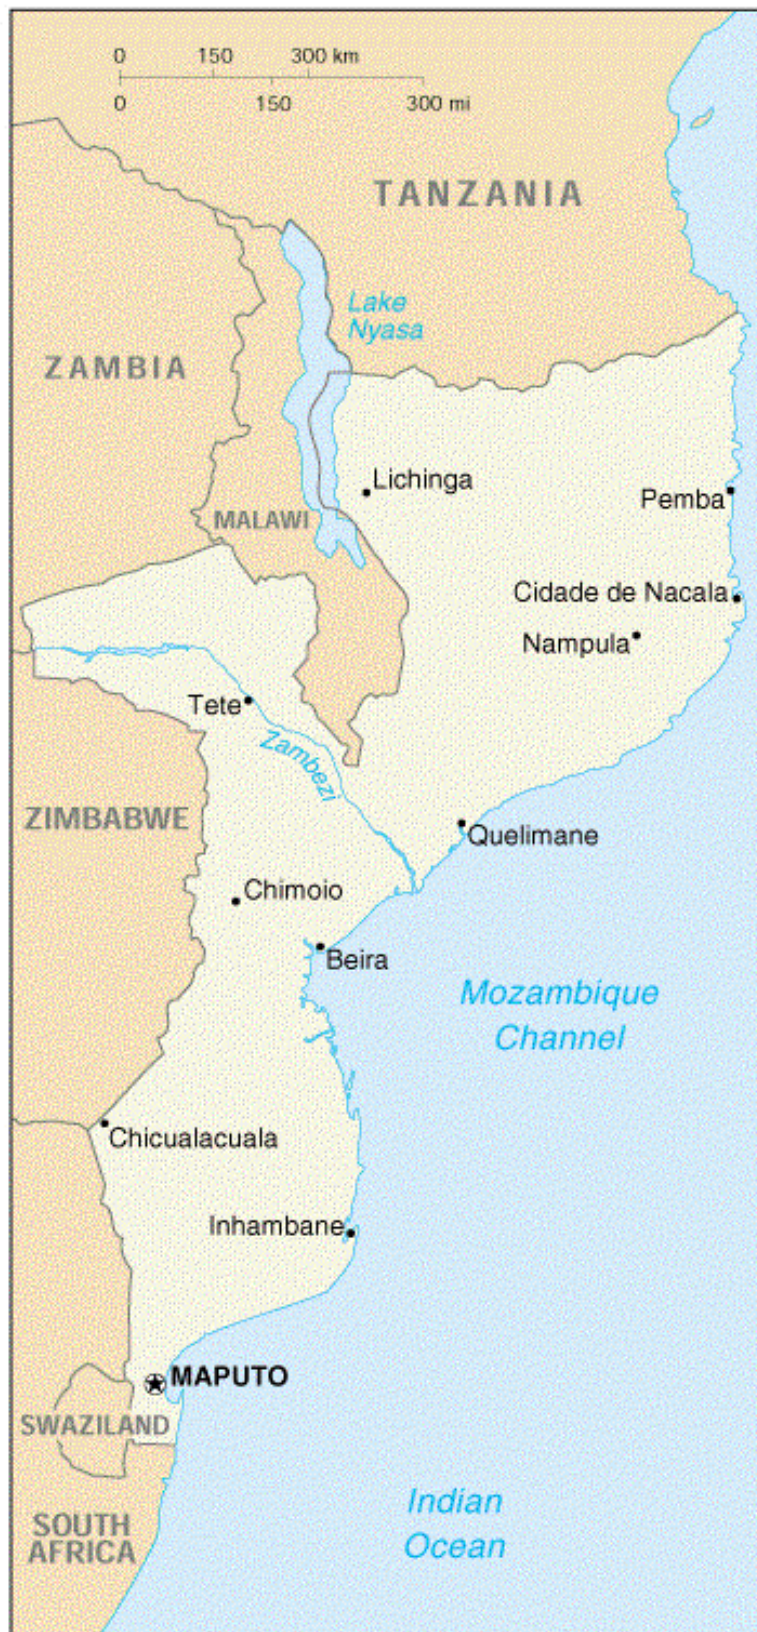 0 150 300 km
0 150 300 mi
TANZANIA
Lake
Nyasa
ZAMBIA
Lichinga
Pemba
MALAWI
Cidade de Nacala
Nampula
Tete
Zambezi
ZIMBABWE
Quelimane
Chimoio
Beira
Mozambique
Channel
Chicualacuala
Inhambane
MAPUTO
SWAZILAND
Indian
Ocean
SOUTH
AFRICA